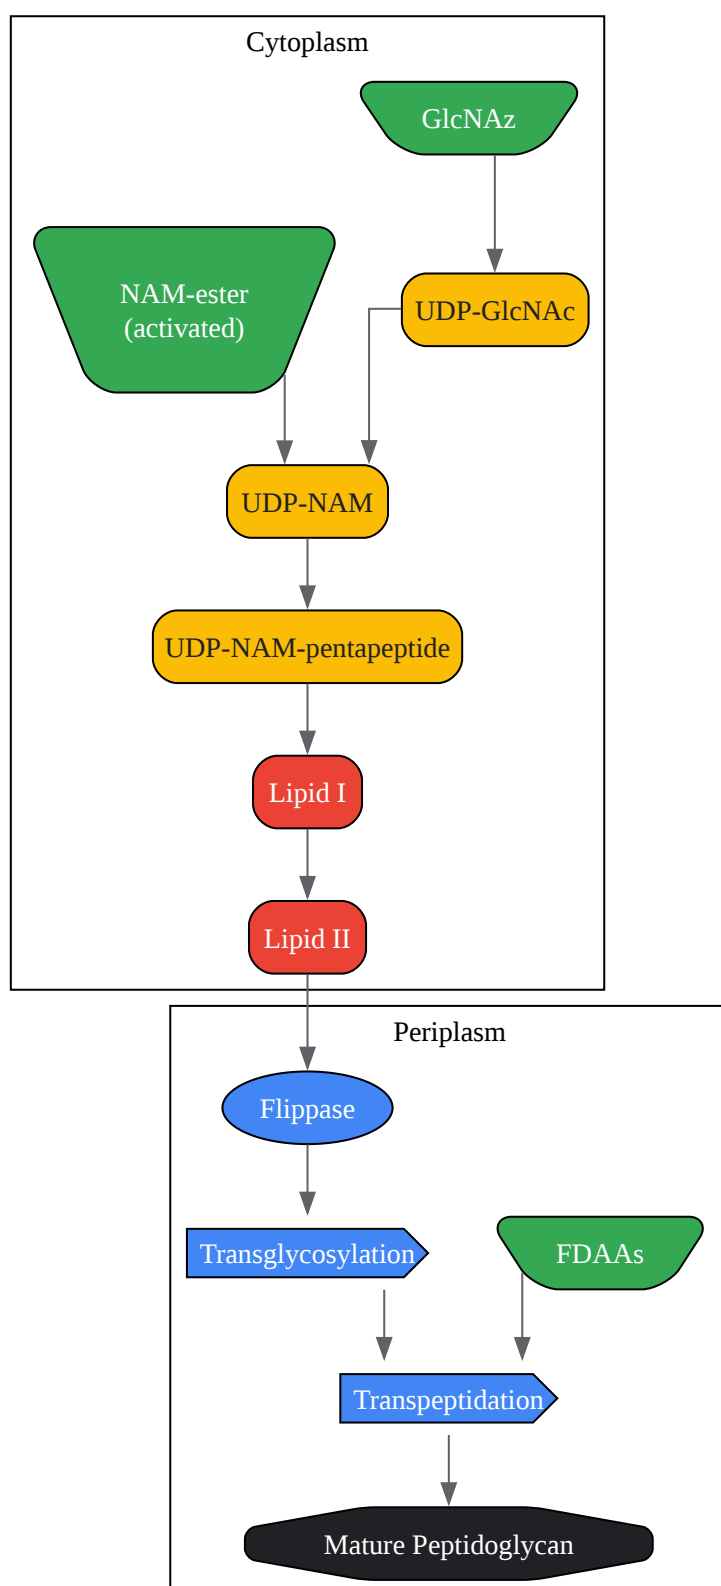 Cytoplasm
GlcNAz
NAM-ester
(activated)
UDP-GlcNAc
UDP-NAM
UDP-NAM-pentapeptide
Lipid I
Lipid II
Periplasm
Flippase
Transglycosylation
FDAAs
Transpeptidation
Mature Peptidoglycan